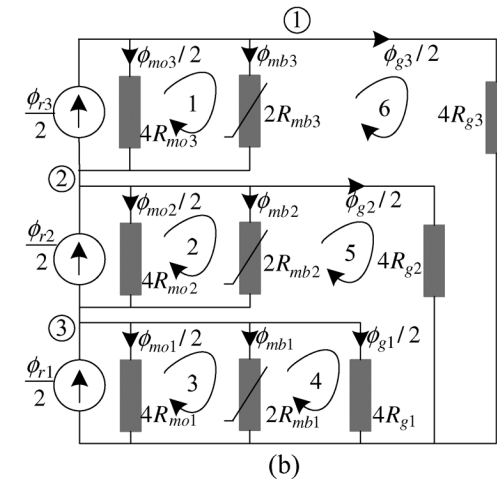 ①
ϕmo3/2 ϕmb3 ϕg3/2
ϕr3/2 1 6
4Rmo3 2Rmb3 4Rg3
②
ϕmo2/2 ϕmb2 ϕg2/2
ϕr2/2 2 5
4Rmo2 2Rmb2 4Rg2
③
ϕmo1/2 ϕmb1 ϕg1/2
ϕr1/2 3 4
4Rmo1 2Rmb1 4Rg1
(b)